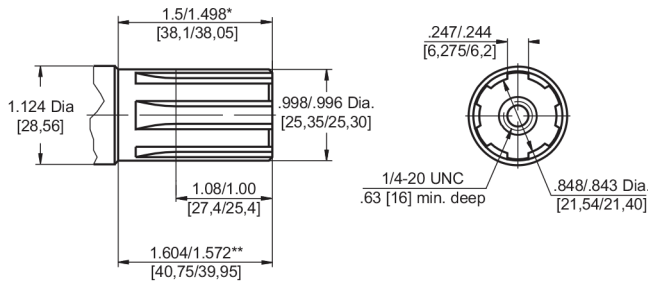 1.5/1.498*
[38,1/38,05]
.247/.244
[6,275/6,2]
1.124 Dia
[28,56]
.998/.996 Dia.
[25,35/25,30]
1.08/1.00
[27,4/25,4]
1/4-20 UNC
.63 [16] min. deep
.848/.843 Dia.
[21,54/21,40]
1.604/1.572**
[40,75/39,95]